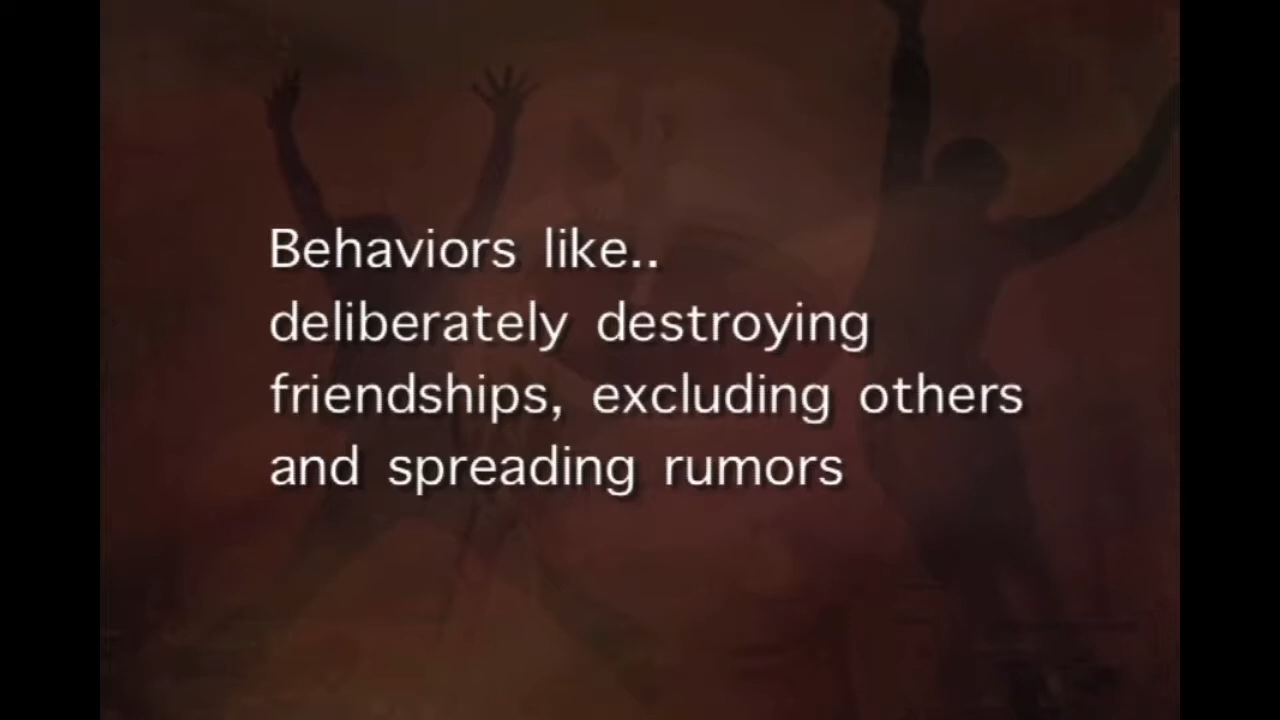 Behaviors like..
deliberately destroying
friendships, excluding others
and spreading rumors